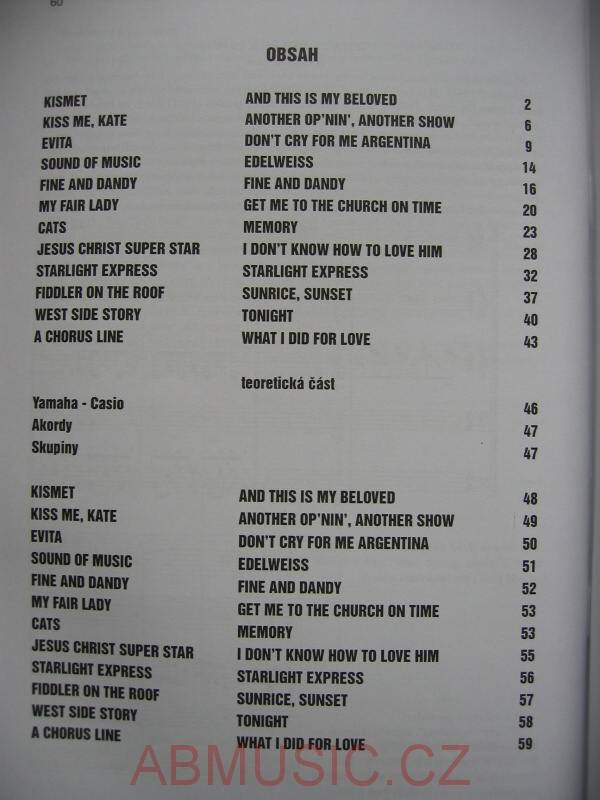 60
OBSAH
KISMET AND THIS IS MY BELOVED 2
KISS ME, KATE ANOTHER OP'NIN', ANOTHER SHOW 6
EVITA DON'T CRY FOR ME ARGENTINA 9
SOUND OF MUSIC EDELWEISS 14
FINE AND DANDY FINE AND DANDY 16
MY FAIR LADY GET ME TO THE CHURCH ON TIME 20
CATS MEMORY 23
JESUS CHRIST SUPER STAR I DON'T KNOW HOW TO LOVE HIM 28
STARLIGHT EXPRESS STARLIGHT EXPRESS 32
FIDDLER ON THE ROOF SUNRICE, SUNSET 37
WEST SIDE STORY TONIGHT 40
A CHORUS LINE WHAT I DID FOR LOVE 43
teoretická část
Yamaha - Casio 46
Akordy 47
Skupiny 47
KISMET AND THIS IS MY BELOVED 48
KISS ME, KATE ANOTHER OP'NIN', ANOTHER SHOW 49
EVITA DON'T CRY FOR ME ARGENTINA 50
SOUND OF MUSIC EDELWEISS 51
FINE AND DANDY FINE AND DANDY 52
MY FAIR LADY GET ME TO THE CHURCH ON TIME 53
CATS MEMORY 53
JESUS CHRIST SUPER STAR I DON'T KNOW HOW TO LOVE HIM 55
STARLIGHT EXPRESS STARLIGHT EXPRESS 56
FIDDLER ON THE ROOF SUNRICE, SUNSET 57
WEST SIDE STORY TONIGHT 58
A CHORUS LINE WHAT I DID FOR LOVE 59
ABMUSIC.CZ